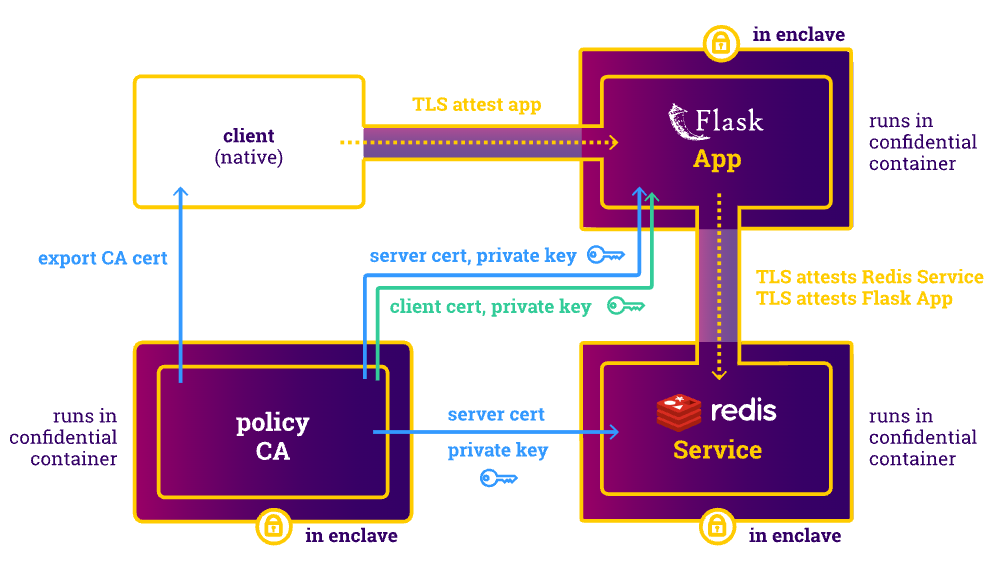 in enclave
TLS attest app
client
(native)
Flask
App
runs in
confidential
container
export CA cert
server cert, private key
client cert, private key
TLS attests Redis Service
TLS attests Flask App
runs in
confidential
container
policy
CA
server cert
private key
redis
Service
runs in
confidential
container
in enclave
in enclave